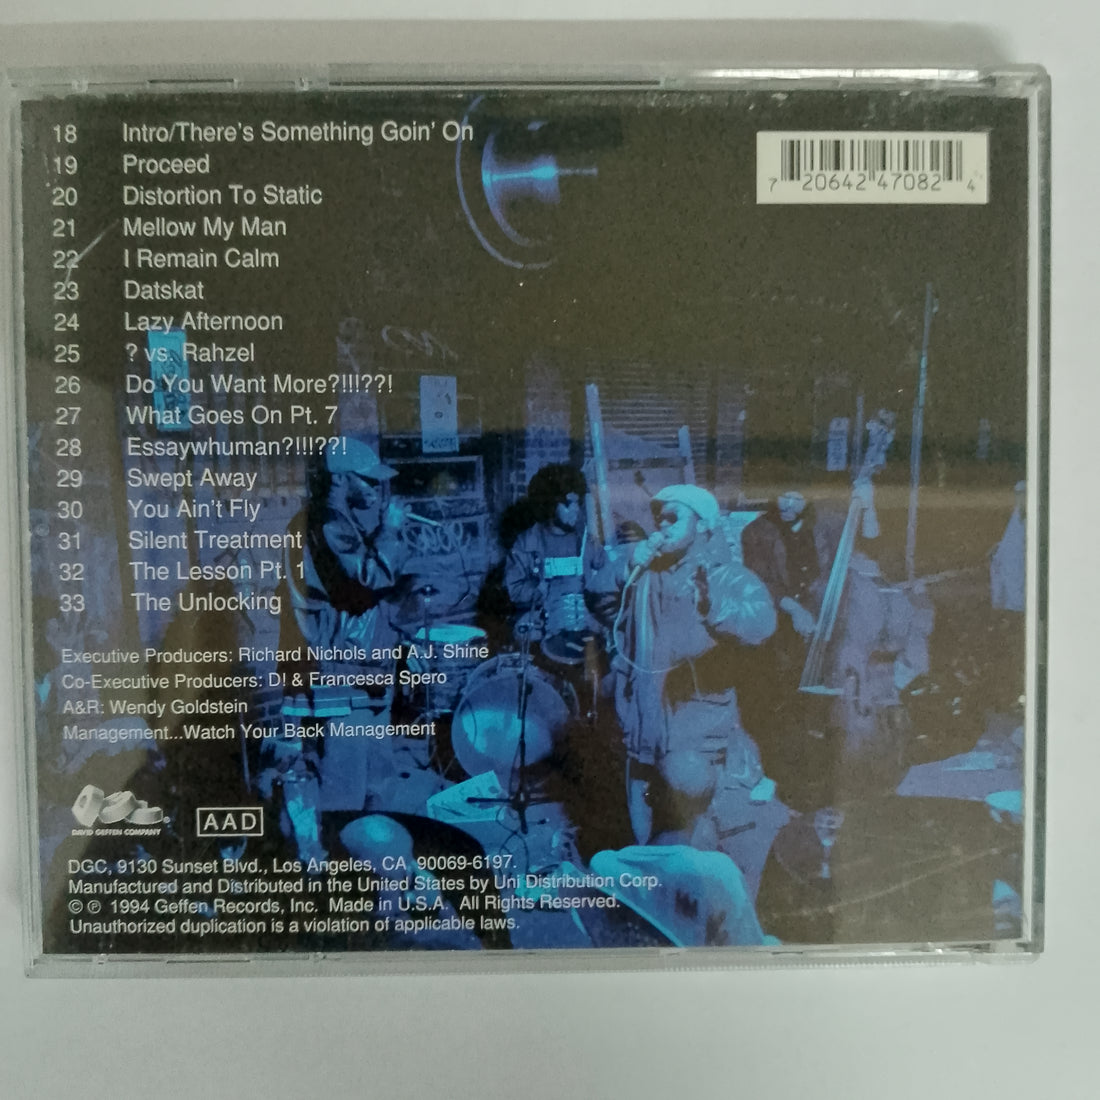 18 Intro/There's Something Goin' On
19 Proceed
20 Distortion To Static
21 Mellow My Man
22 I Remain Calm
23 Datskat
24 Lazy Afternoon
25 ? vs. Rahzel
26 Do You Want More?!!!??!
27 What Goes On Pt. 7
28 Essaywhuman?!!!??!
29 Swept Away
30 You Ain't Fly
31 Silent Treatment
32 The Lesson Pt. 1
33 The Unlocking
Executive Producers: Richard Nichols and A.J. Shine
Co-Executive Producers: D! & Francesca Spero
A&R: Wendy Goldstein
Management...Watch Your Back Management
7 20642 47082 4
DAVID GEFFEN COMPANY
AAD
DGC, 9130 Sunset Blvd., Los Angeles, CA 90069-6197.
Manufactured and Distributed in the United States by Uni Distribution Corp.
© ℗ 1994 Geffen Records, Inc. Made in U.S.A. All Rights Reserved.
Unauthorized duplication is a violation of applicable laws.